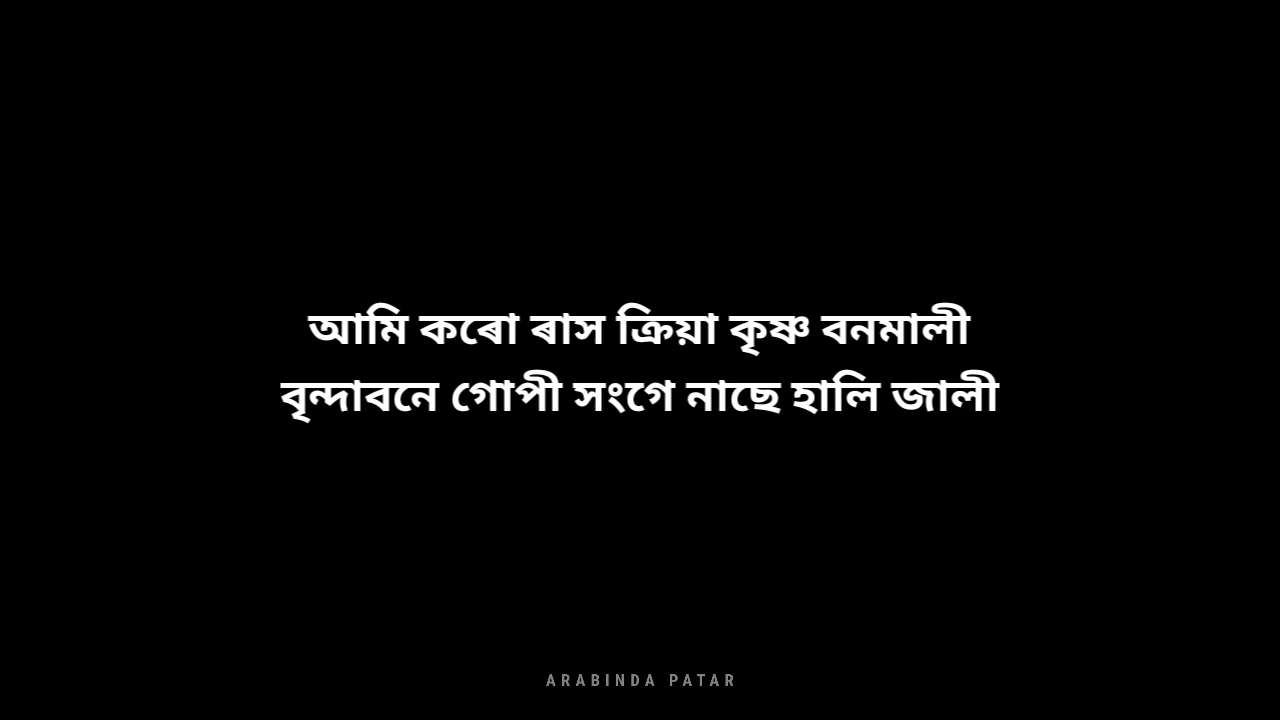 আমি কৰো ৰাস ক্ৰিয়া কৃষ্ণ বনমালী
বৃন্দাবনে গোপী সংগে নাছে হালি জালী
ARABINDA PATAR